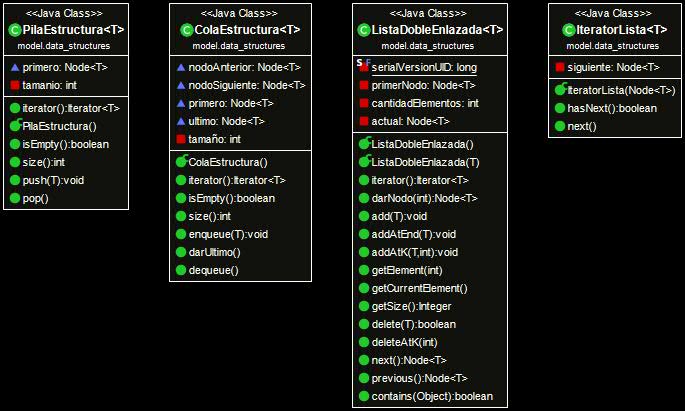 <<Java Class>>
PilaEstructura<T>
model.data_structures
primero: Node<T>
tamanio: int
iterator():Iterator<T>
PilaEstructura()
isEmpty():boolean
size():int
push(T):void
pop()
<<Java Class>>
ColaEstructura<T>
model.data_structures
nodoAnterior: Node<T>
nodoSiguiente: Node<T>
primero: Node<T>
ultimo: Node<T>
tamaño: int
ColaEstructura()
iterator():Iterator<T>
isEmpty():boolean
size():int
enqueue(T):void
darUltimo()
dequeue()
<<Java Class>>
ListaDobleEnlazada<T>
model.data_structures
serialVersionUID: long
primerNodo: Node<T>
cantidadElementos: int
actual: Node<T>
ListaDobleEnlazada()
ListaDobleEnlazada(T)
iterator():Iterator<T>
darNodo(int):Node<T>
add(T):void
addAtEnd(T):void
addAtK(T,int):void
getElement(int)
getCurrentElement()
getSize():Integer
delete(T):boolean
deleteAtK(int)
next():Node<T>
previous():Node<T>
contains(Object):boolean
<<Java Class>>
IteratorLista<T>
model.data_structures
siguiente: Node<T>
IteratorLista(Node<T>)
hasNext():boolean
next()